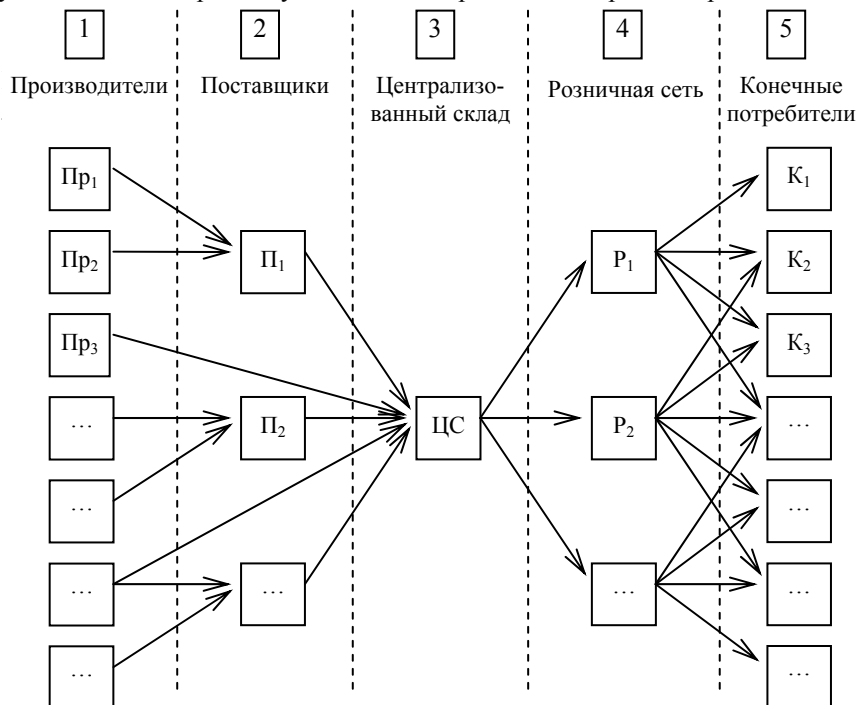 1
2
3
4
5
Производители
Поставщики
Централизо-
ванный склад
Розничная сеть
Конечные
потребители
Пр₁
К₁
Пр₂
П₁
Р₁
К₂
Пр₃
К₃
…
П₂
ЦС
Р₂
…
…
…
…
…
…
…
…
…